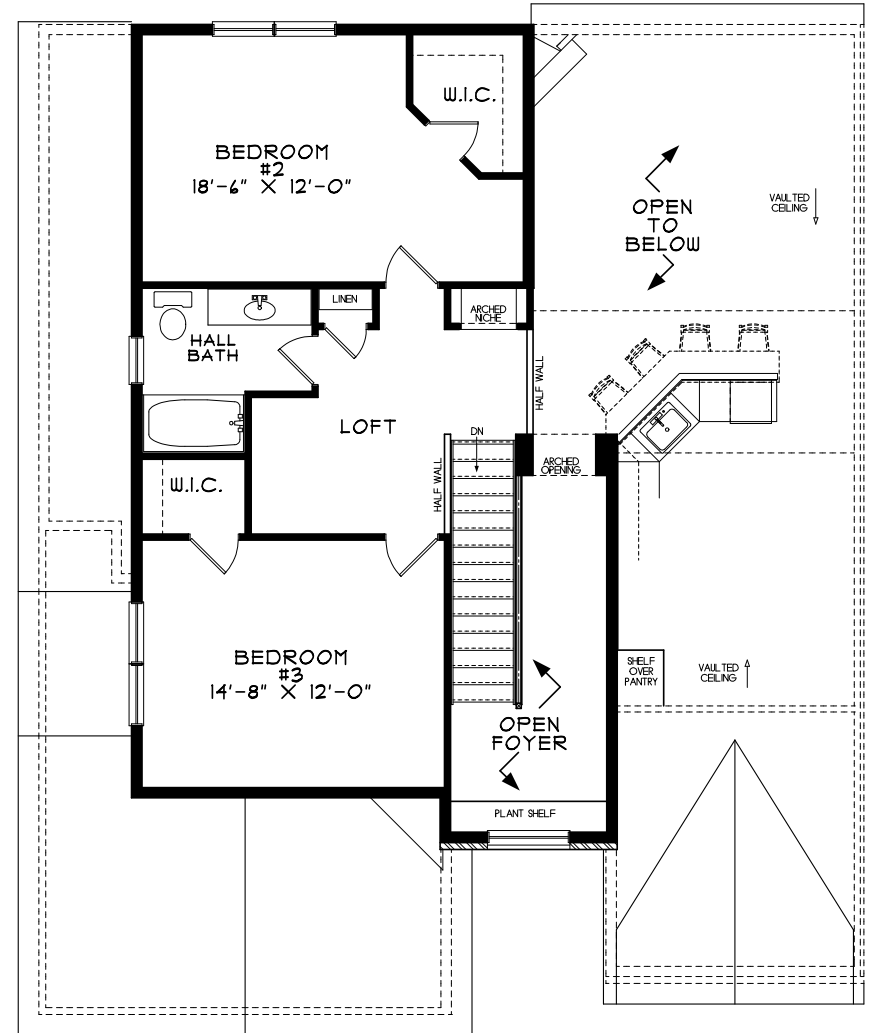 W.I.C.
BEDROOM
#2
18'-6" X 12'-0"
VAULTED
CEILING
OPEN
TO
BELOW
LINEN
ARCHED
NICHE
HALL
BATH
HALF WALL
LOFT
DN
ARCHED
OPENING
HALF WALL
W.I.C.
BEDROOM
#3
14'-8" X 12'-0"
SHELF
OVER
PANTRY
VAULTED
CEILING
OPEN
FOYER
PLANT SHELF